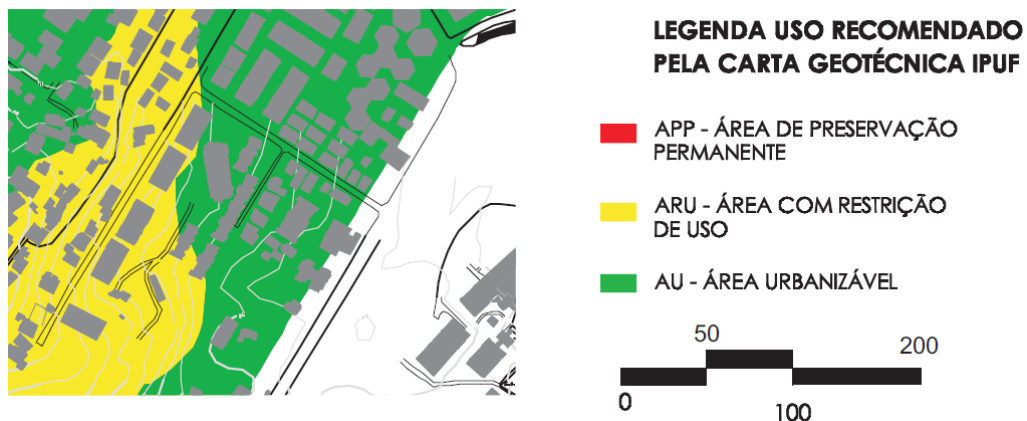 LEGENDA USO RECOMENDADO
PELA CARTA GEOTÉCNICA IPUF
APP - ÁREA DE PRESERVAÇÃO
PERMANENTE
ARU - ÁREA COM RESTRIÇÃO
DE USO
AU - ÁREA URBANIZÁVEL
50
200
0
100